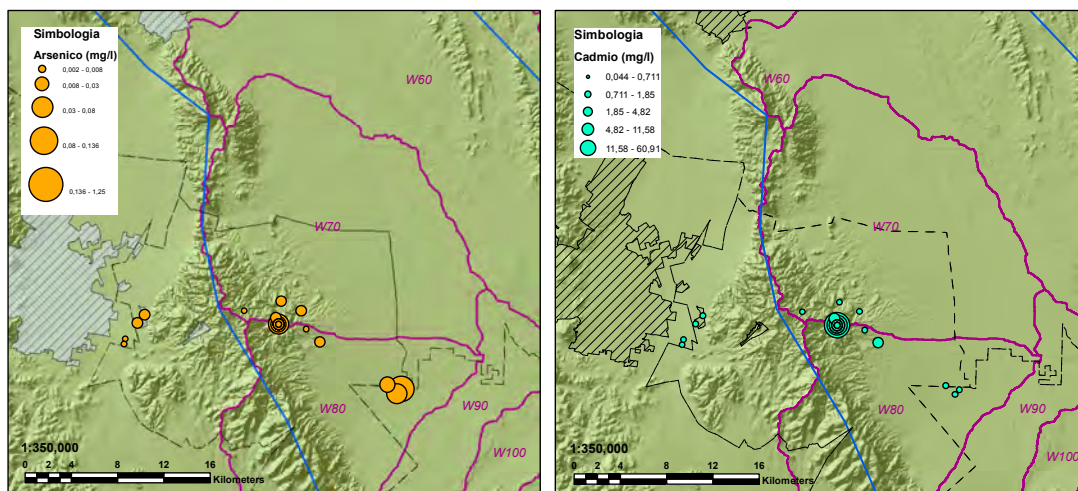 Simbologia
Arsenico (mg/l)
0,002 - 0,008
0,008 - 0,03
0,03 - 0,08
0,08 - 0,136
0,136 - 1,25
W60
W70
W80
W90
W100
1:350,000
0 2 4 8 12 16
Kilometers
Simbologia
Cadmio (mg/l)
0,044 - 0,711
0,711 - 1,85
1,85 - 4,82
4,82 - 11,58
11,58 - 60,91
W60
W70
W80
W90
W100
1:350,000
0 2 4 8 12 16
Kilometers